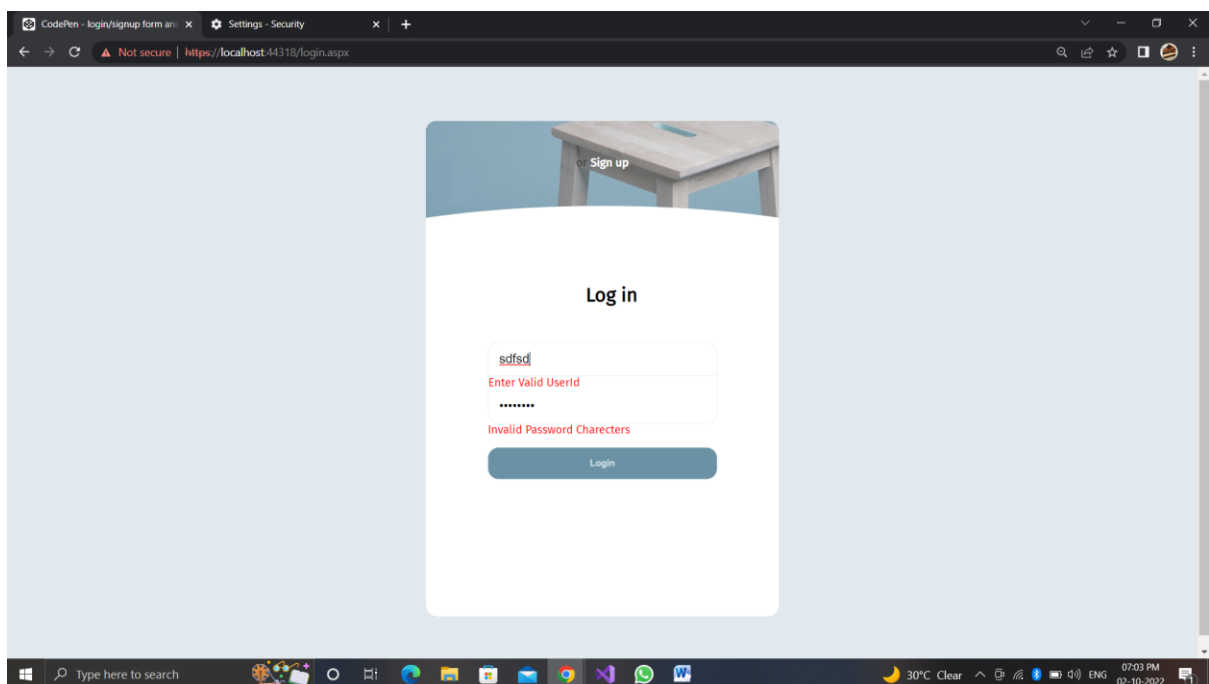 CodePen - login/signup form ani
Settings - Security
Not secure | https://localhost:44318/login.aspx
or Sign up
Log in
sdfsd
Enter Valid UserId
••••••••
Invalid Password Charecters
Login
Type here to search
30°C Clear
ENG
07:03 PM
02-10-2022